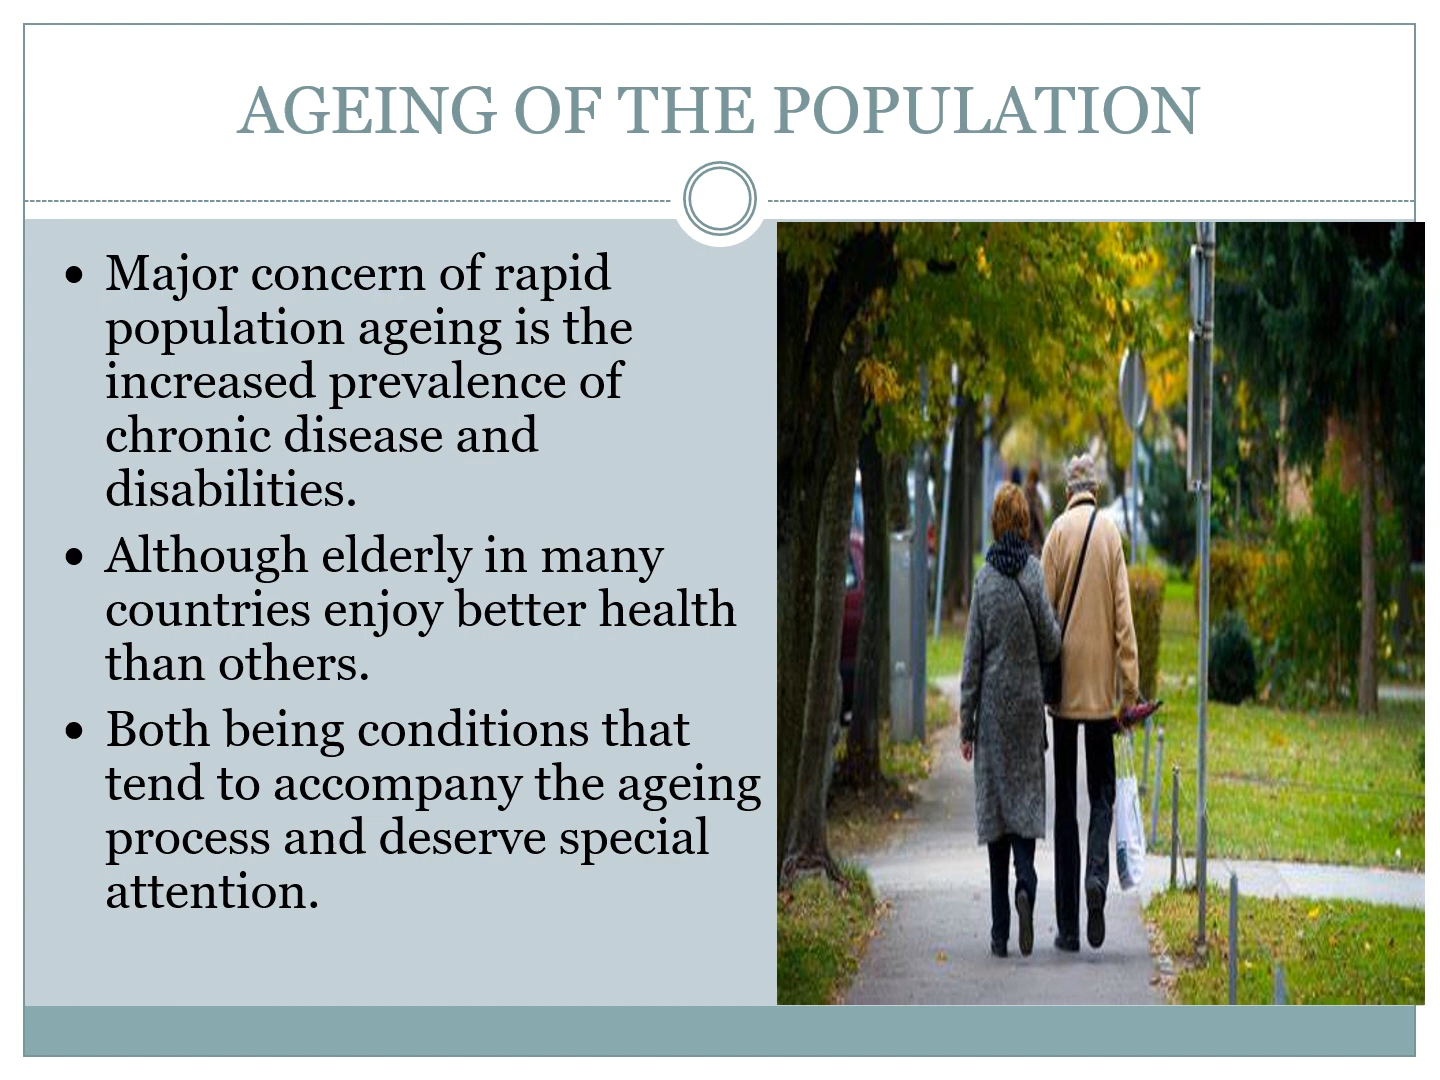 AGEING OF THE POPULATION
• Major concern of rapid
population ageing is the
increased prevalence of
chronic disease and
disabilities.
• Although elderly in many
countries enjoy better health
than others.
• Both being conditions that
tend to accompany the ageing
process and deserve special
attention.